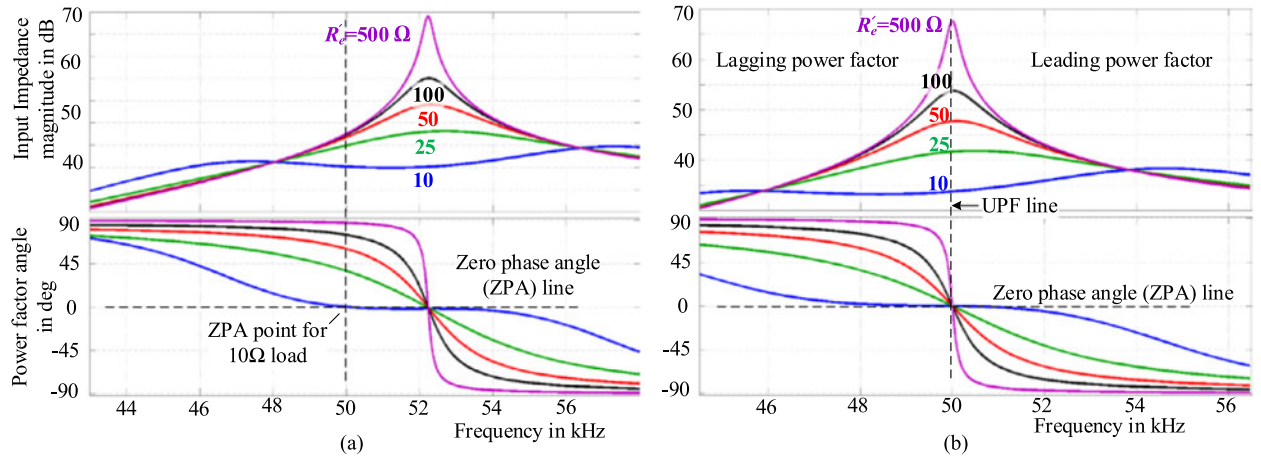 Input Impedance
magnitude in dB
70
60
50
40
R′e=500 Ω
100
50
25
10
Power factor angle
in deg
90
45
0
-45
-90
Zero phase angle
(ZPA) line
ZPA point for
10Ω load
44 46 48 50 52 54 56
Frequency in kHz
(a)
70
60
50
40
R′e=500 Ω
Lagging power factor
Leading power factor
100
50
25
10
UPF line
90
45
0
-45
-90
Zero phase angle (ZPA) line
46 48 50 52 54 56
Frequency in kHz
(b)